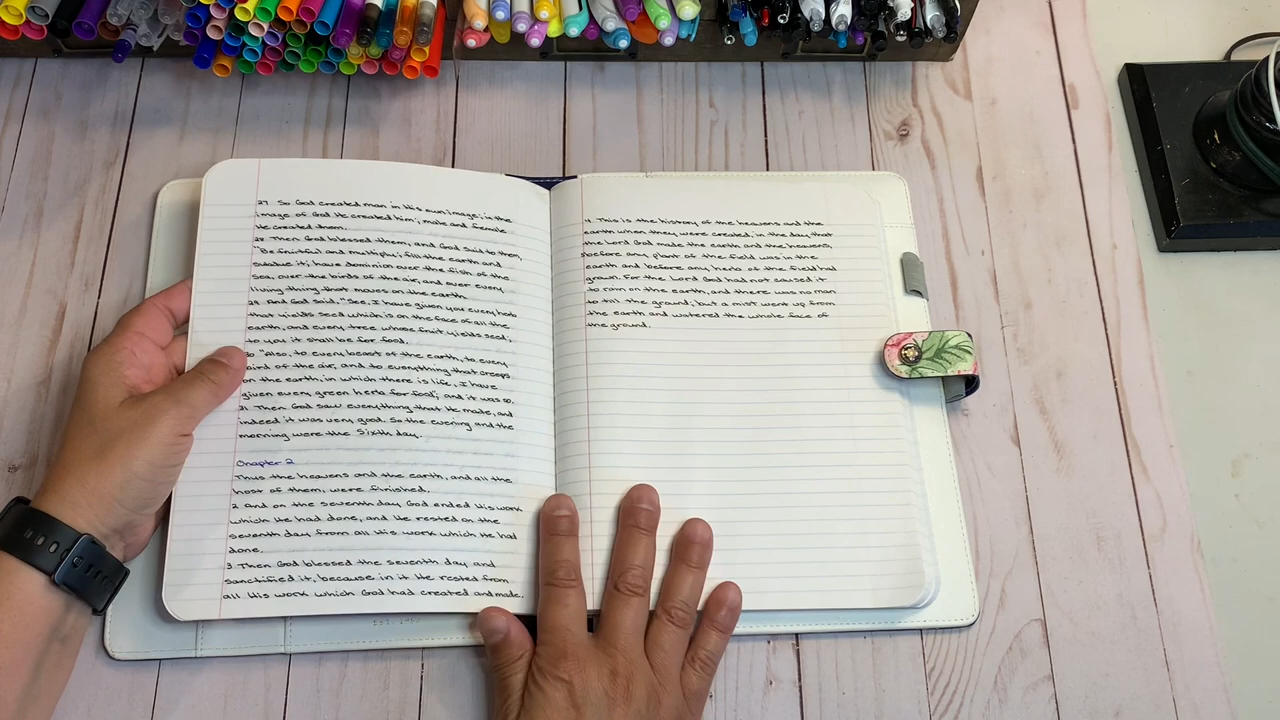 27 So God created man in His own image; in the
image of God He created him; male and female
He created them.
28 Then God blessed them, and God said to them,
"Be fruitful and multiply; fill the earth and
subdue it; have dominion over the fish of the
sea, over the birds of the air, and over every
living thing that moves on the earth.
29 And God said, "See, I have given you every herb
that yields seed which is on the face of all the
earth, and every tree whose fruit yields seed;
to you it shall be for food.
30 "Also, to every beast of the earth, to every
bird of the air, and to everything that creeps
on the earth, in which there is life, I have
given every green herb for food"; and it was so.
31 Then God saw everything that He made, and
indeed it was very good. So the evening and the
morning were the Sixth day.
Chapter 2
Thus the heavens and the earth, and all the
host of them, were finished.
2 And on the seventh day God ended His work
which He had done, and He rested on the
seventh day from all His work which He had
done.
3 Then God blessed the seventh day and
sanctified it, because in it He rested from
all His work which God had created and made.
4 This is the history of the heavens and the
earth when they were created, in the day that
the Lord God made the earth and the heavens,
before any plant of the field was in the
earth and before any herb of the field had
grown. For the Lord God had not caused it
to rain on the earth, and there was no man
to till the ground; but a mist went up from
the earth and watered the whole face of
the ground.